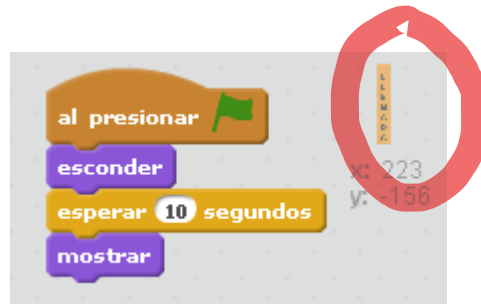 al presionar
esconder
esperar 10 segundos
mostrar
x: 223
y: -156